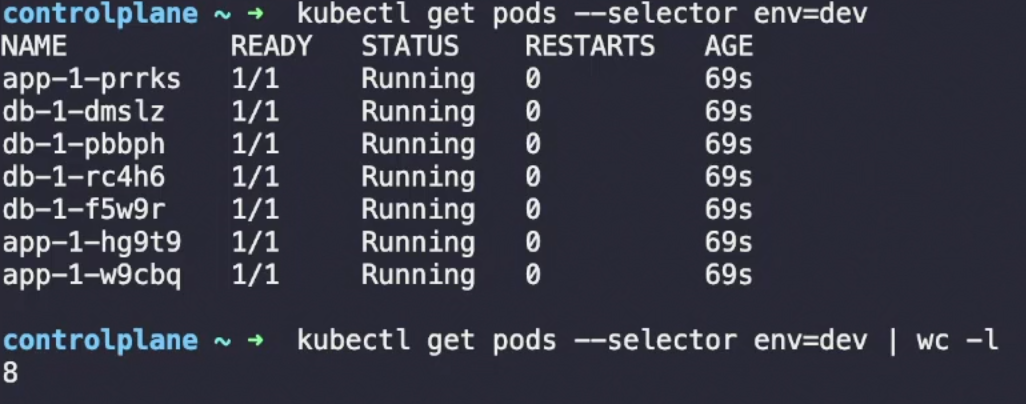 controlplane ~ → kubectl get pods --selector env=dev
NAME READY STATUS RESTARTS AGE
app-1-prrks 1/1 Running 0 69s
db-1-dmslz 1/1 Running 0 69s
db-1-pbbph 1/1 Running 0 69s
db-1-rc4h6 1/1 Running 0 69s
db-1-f5w9r 1/1 Running 0 69s
app-1-hg9t9 1/1 Running 0 69s
app-1-w9cbq 1/1 Running 0 69s
controlplane ~ → kubectl get pods --selector env=dev | wc -l
8